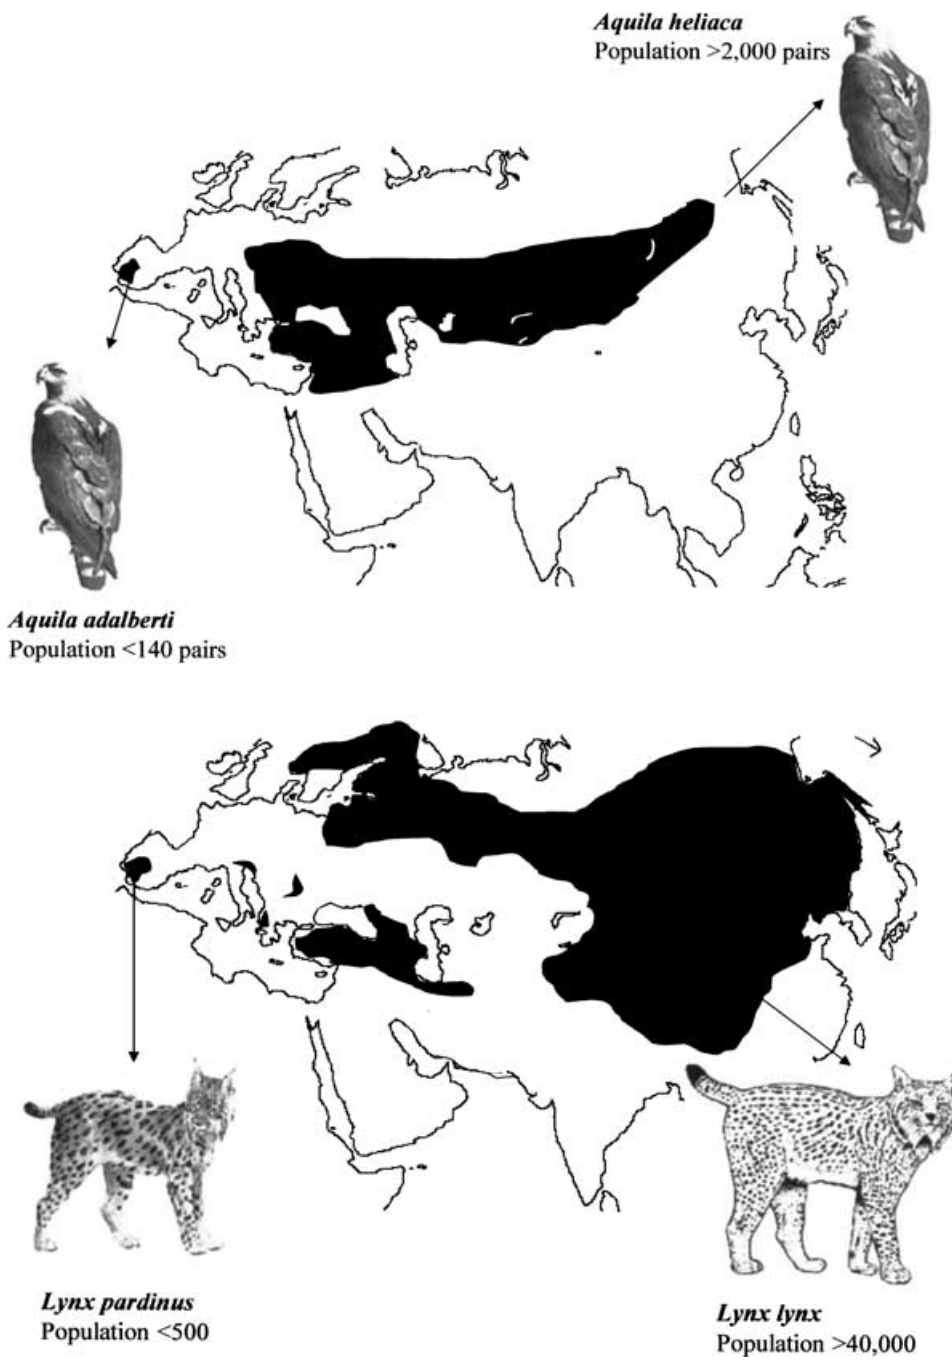 Aquila heliaca
Population >2,000 pairs
Aquila adalberti
Population <140 pairs
Lynx pardinus
Population <500
Lynx lynx
Population >40,000